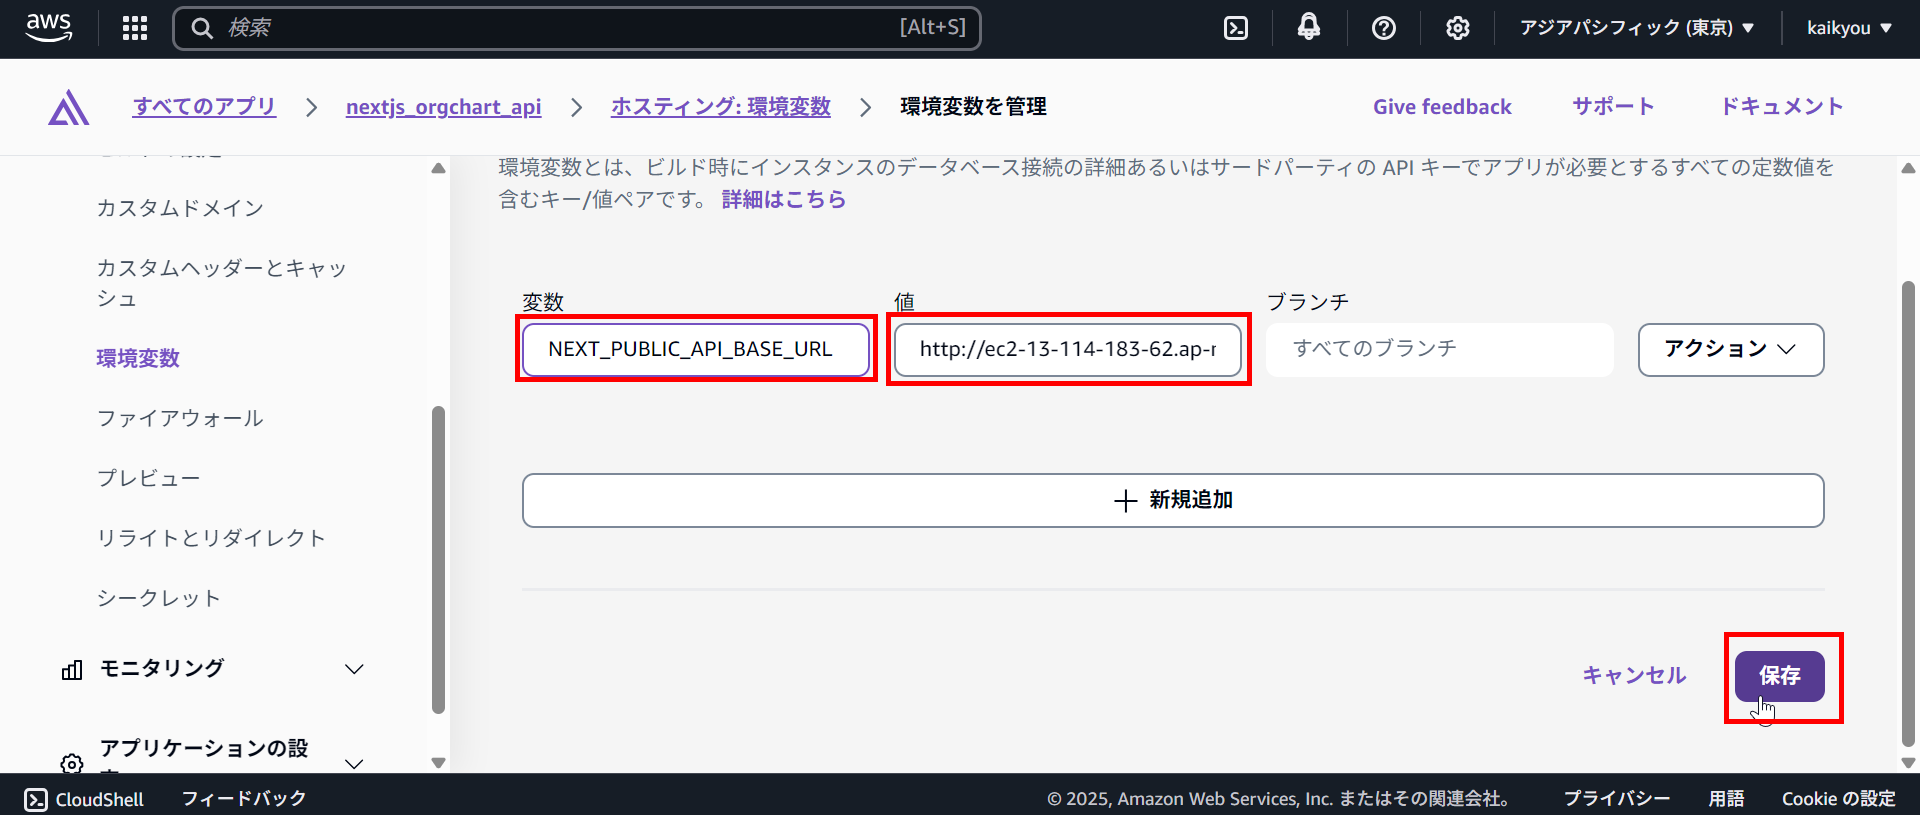 aws
検索
[Alt+S]
アジアパシフィック (東京)
kaikyou
すべてのアプリ
nextjs_orgchart_api
ホスティング: 環境変数
環境変数を管理
Give feedback
サポート
ドキュメント
カスタムドメイン
カスタムヘッダーとキャッ
シュ
環境変数
ファイアウォール
プレビュー
リライトとリダイレクト
シークレット
モニタリング
アプリケーションの設
環境変数とは、ビルド時にインスタンスのデータベース接続の詳細あるいはサードパーティの API キーでアプリが必要とするすべての定数値を
含むキー/値ペアです。 詳細はこちら
変数
値
ブランチ
NEXT_PUBLIC_API_BASE_URL
http://ec2-13-114-183-62.ap-r
すべてのブランチ
アクション
新規追加
キャンセル
保存
CloudShell
フィードバック
© 2025, Amazon Web Services, Inc. またはその関連会社。
プライバシー
用語
Cookie の設定